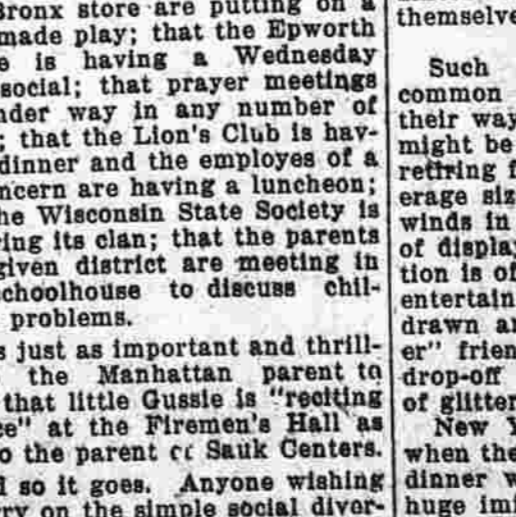 Bronx store are putting on a
made play; that the Epworth
e is having a Wednesday
social; that prayer meetings
nder way in any number of
; that the Lion's Club is hav-
dinner and the employes of a
ncern are having a luncheon;
he Wisconsin State Society is
ring its clan; that the parents
given district are meeting in
choolhouse to discuss chil-
problems.
s just as important and thrill-
the Manhattan parent to
that little Gussie is "reciting
ce" at the Firemen's Hall as
o the parent cf Sauk Centers.
l so it goes. Anyone wishing
rry on the simple social diver-
themselve
Such
common
their way
might be
retiring f
erage siz
winds in
of display
tion is of
entertain
drawn an
er" frien
drop-off
of glitter
New Y
when the
dinner w
huge imi